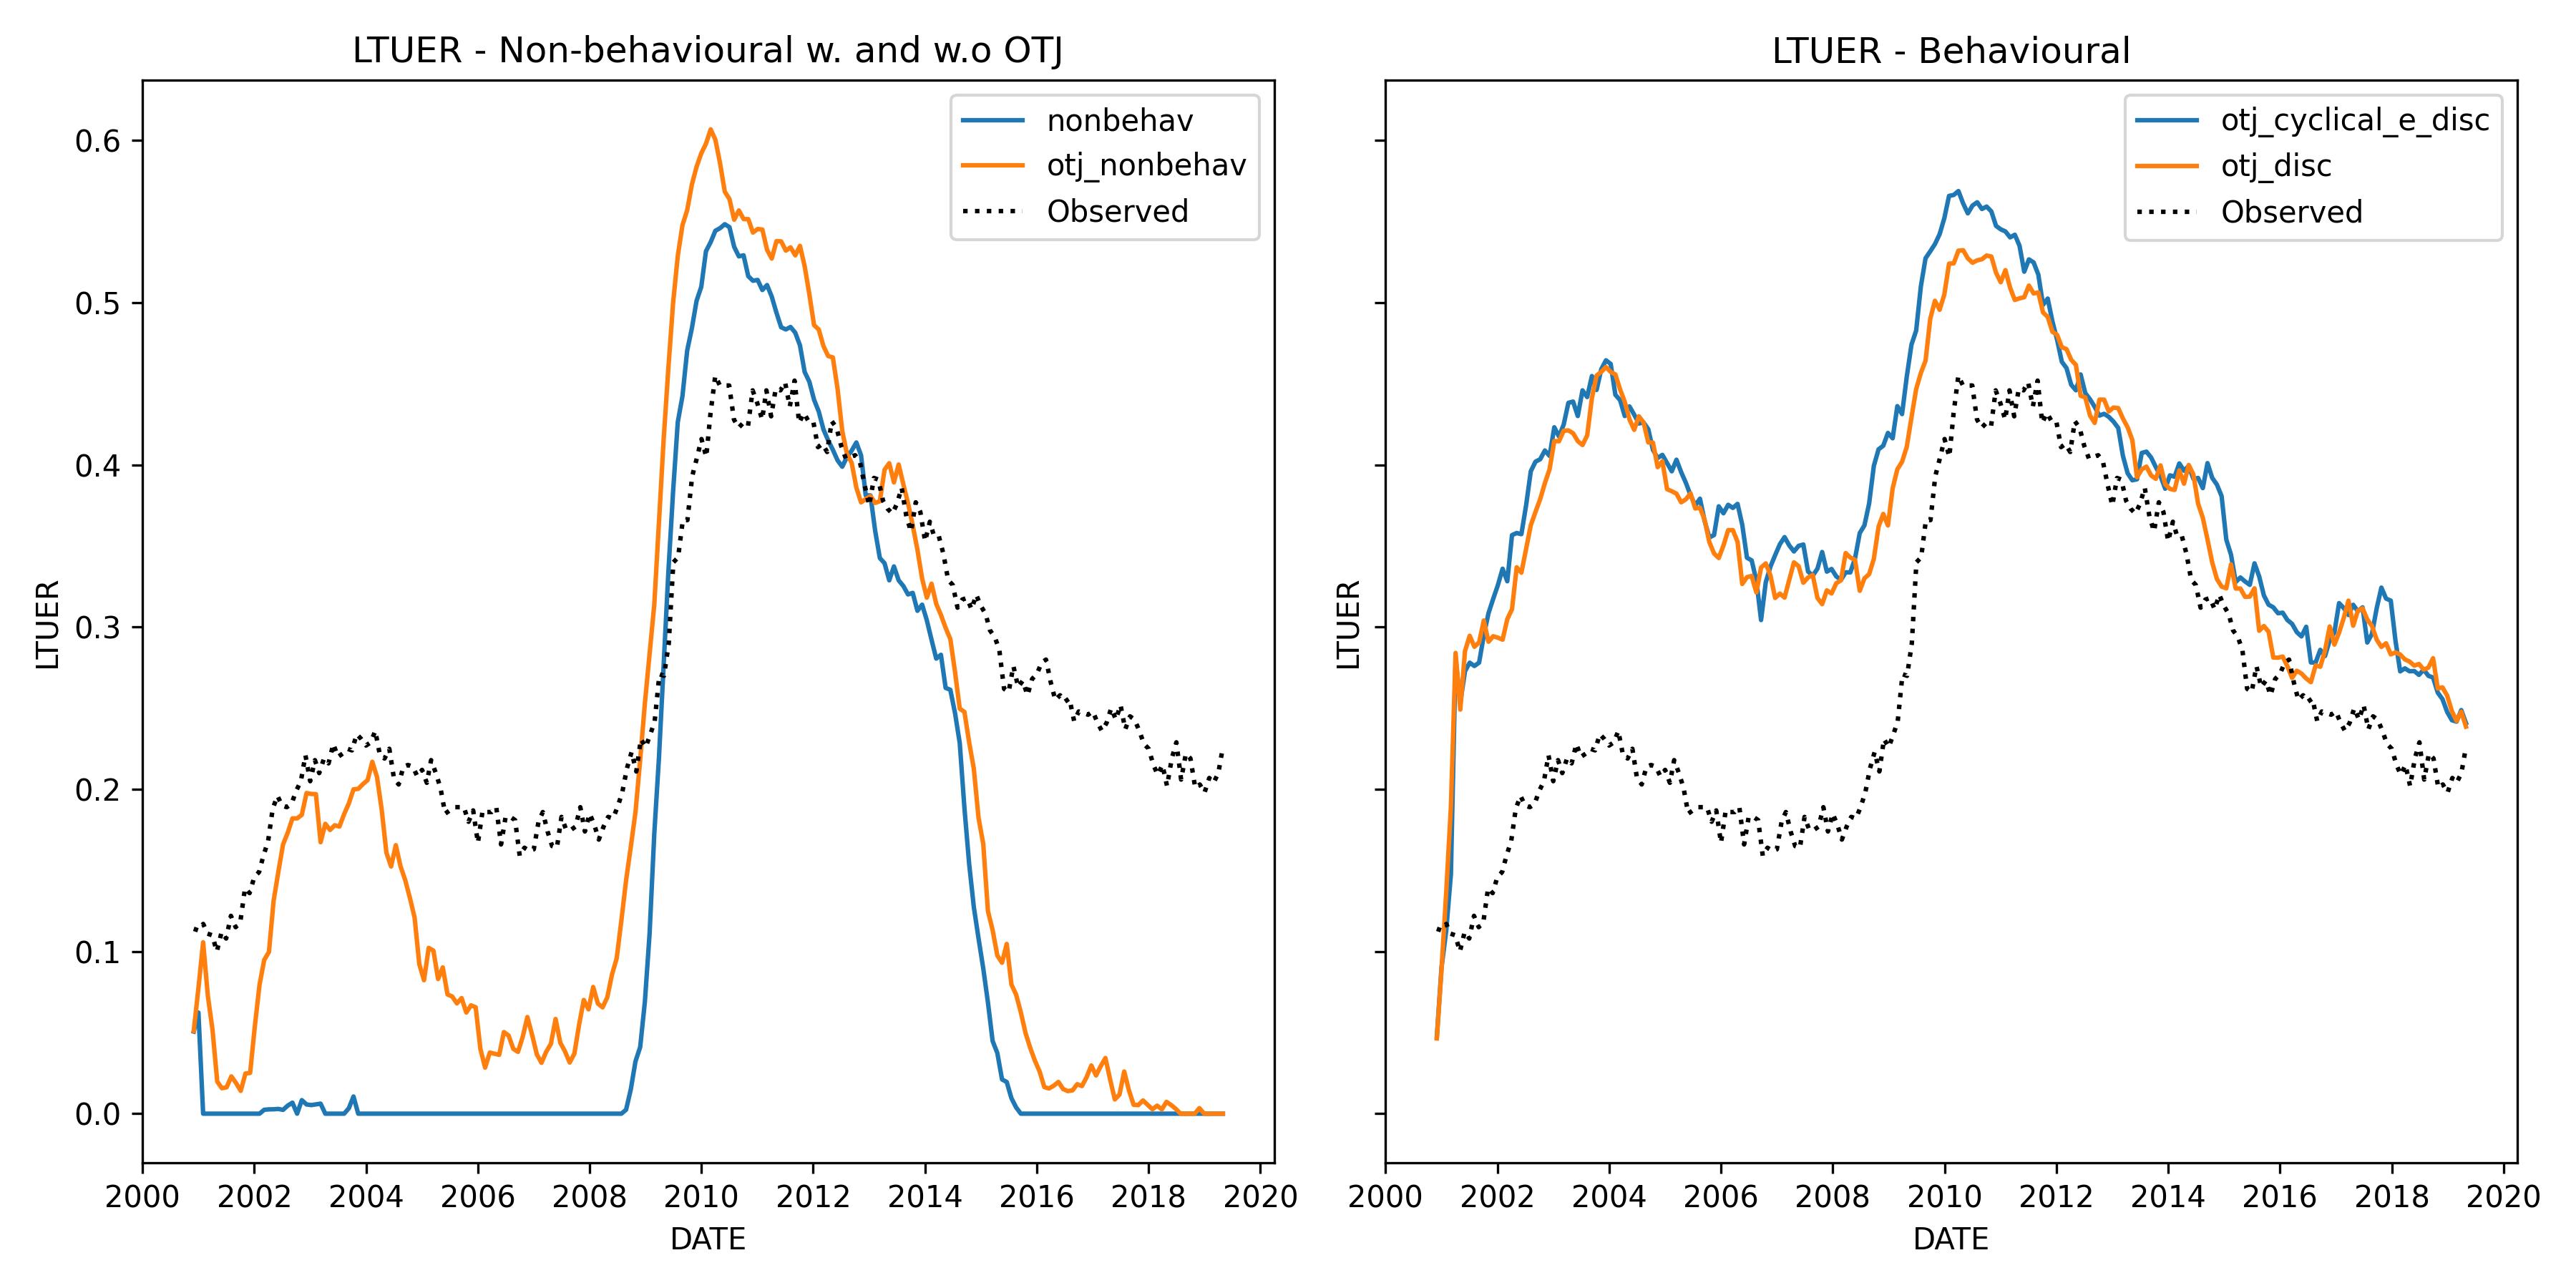 LTUER - Non-behavioural w. and w.o OTJ
nonbehav
otj_nonbehav
Observed
0.6
0.5
0.4
0.3
0.2
0.1
0.0
LTUER
2000 2002 2004 2006 2008 2010 2012 2014 2016 2018 2020
DATE
LTUER - Behavioural
otj_cyclical_e_disc
otj_disc
Observed
LTUER
2000 2002 2004 2006 2008 2010 2012 2014 2016 2018 2020
DATE